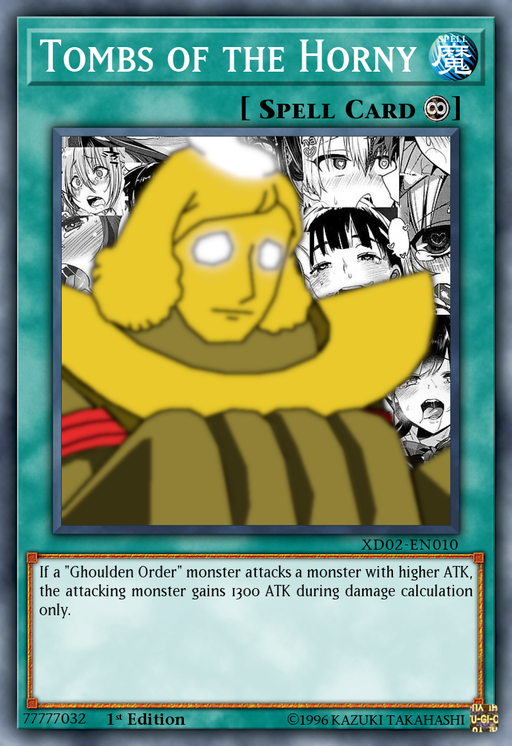 TOMBS OF THE HORNY
SPELL
魔
[ SPELL CARD ]
XD02-EN010
If a "Ghoulden Order" monster attacks a monster with higher ATK,
the attacking monster gains 1300 ATK during damage calculation
only.
77777032 1st Edition ©1996 KAZUKI TAKAHASHI